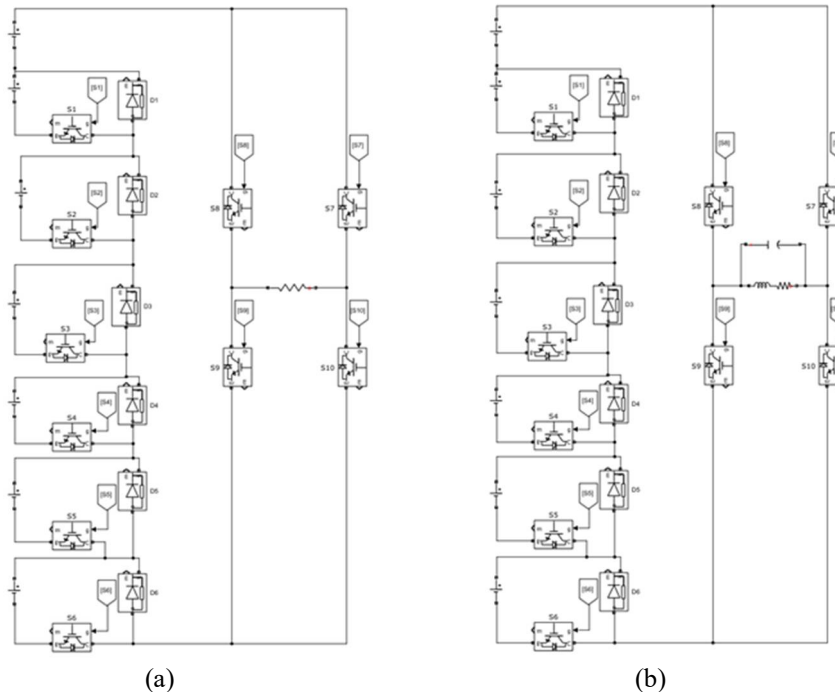 [S1]
S1
D1
[S2]
S2
D2
[S8]
[S7]
S8
S7
[S3]
S3
D3
[S9]
[S10]
S9
S10
[S4]
S4
D4
[S5]
S5
D5
[S6]
S6
D6
(a)
[S1]
S1
D1
[S2]
S2
D2
[S8]
S8
S7
[S3]
S3
D3
[S9]
S9
S10
[S4]
S4
D4
[S5]
S5
D5
[S6]
S6
D6
(b)